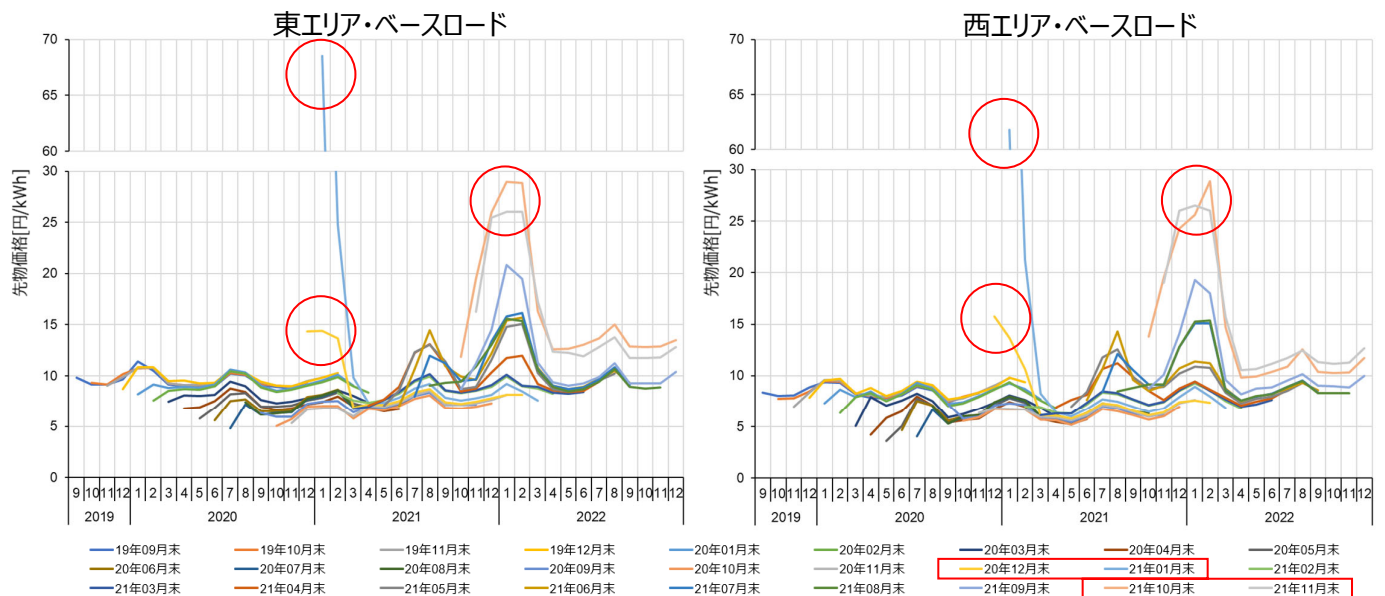 東エリア・ベースロード
70
65
60
30
25
20
15
10
5
0
先物価格[円/kWh]
9 10 11 12 1 2 3 4 5 6 7 8 9 10 11 12 1 2 3 4 5 6 7 8 9 10 11 12 1 2 3 4 5 6 7 8 9 10 11 12
2019 2020 2021 2022
西エリア・ベースロード
70
65
60
30
25
20
15
10
5
0
先物価格[円/kWh]
9 10 11 12 1 2 3 4 5 6 7 8 9 10 11 12 1 2 3 4 5 6 7 8 9 10 11 12 1 2 3 4 5 6 7 8 9 10 11 12
2019 2020 2021 2022
19年09月末 19年10月末 19年11月末 19年12月末 20年01月末 20年02月末 20年03月末 20年04月末 20年05月末
20年06月末 20年07月末 20年08月末 20年09月末 20年10月末 20年11月末 20年12月末 21年01月末 21年02月末
21年03月末 21年04月末 21年05月末 21年06月末 21年07月末 21年08月末 21年09月末 21年10月末 21年11月末